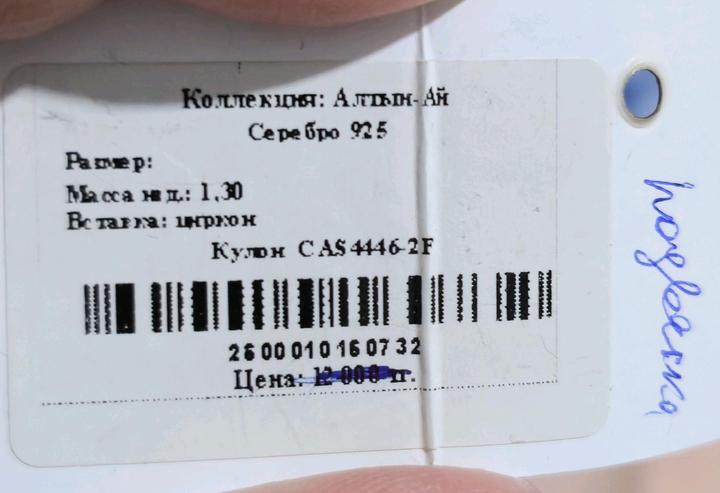 Коллекция: Алтын-Ай
Серебро 925
Размер:
Масса изд.: 1,30
Вставка: циркон
Кулон CAS4446-2F
2600010160732
Цена: 12 000 тг.
подвеска